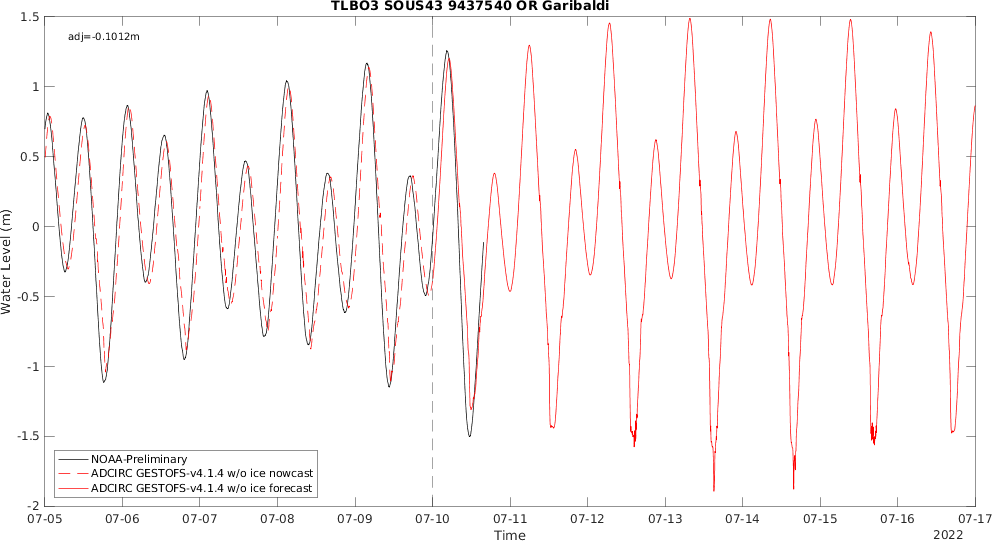 TLBO3 SOUS43 9437540 OR Garibaldi
adj=-0.1012m
1.5
1
0.5
0
-0.5
-1
-1.5
-2
Water Level (m)
NOAA-Preliminary
ADCIRC GESTOFS-v4.1.4 w/o ice nowcast
ADCIRC GESTOFS-v4.1.4 w/o ice forecast
07-05 07-06 07-07 07-08 07-09 07-10 07-11 07-12 07-13 07-14 07-15 07-16 07-17
Time
2022